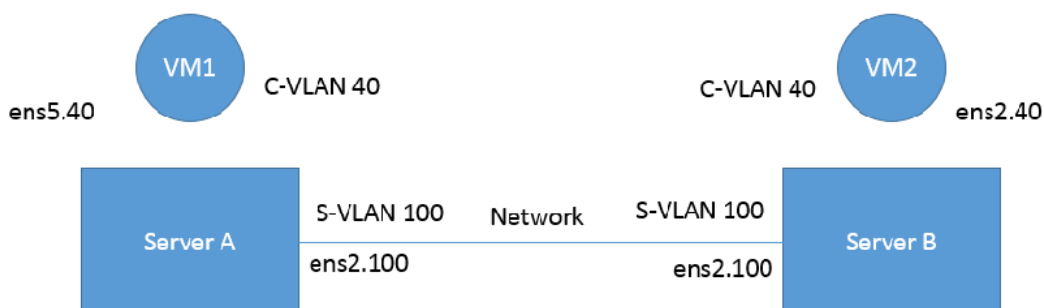 VM1
C-VLAN 40
ens5.40
VM2
C-VLAN 40
ens2.40
Server A
S-VLAN 100
ens2.100
Network
S-VLAN 100
ens2.100
Server B